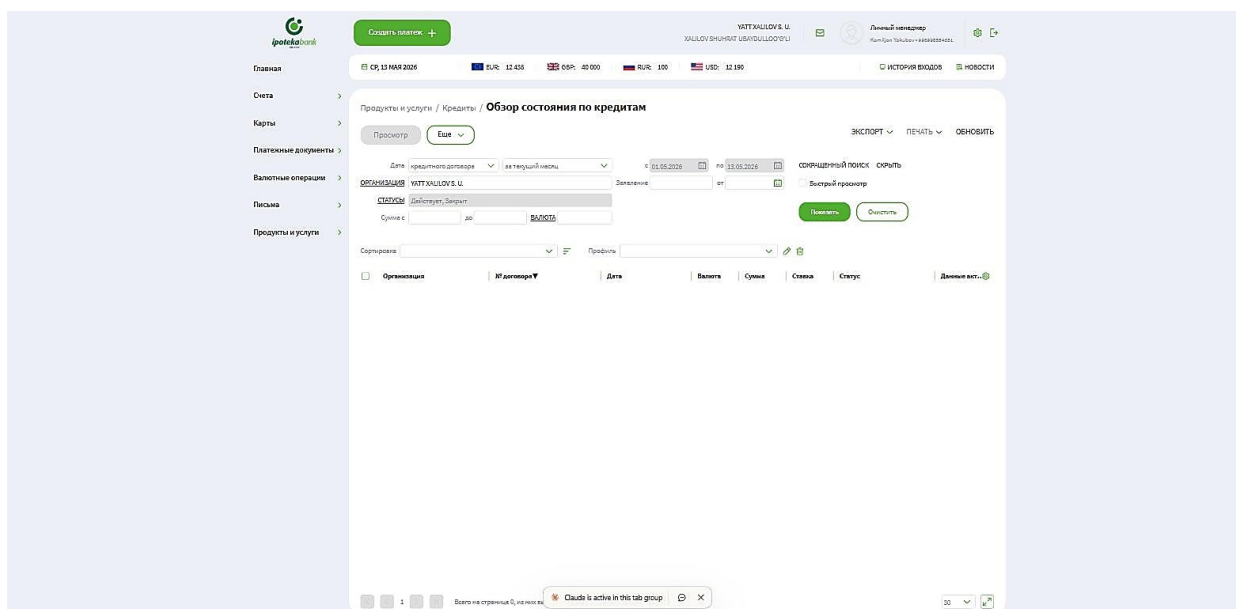 ipotekabank
Создать платеж +
YATT XALILOV S. U.
XALILOV SHUHRAT UBAYDULLOO'G'LI
Личный менеджер
Главная
Счета
Карты
Платежные документы
Валютные операции
Письма
Продукты и услуги
СР, 13 МАЯ 2026 EUR: 12 435 GBP: 40 000 RUR: 100 USD: 12 190 ИСТОРИЯ ВХОДОВ НОВОСТИ
Продукты и услуги / Кредиты / Обзор состояния по кредитам
Просмотр Еще ЭКСПОРТ ПЕЧАТЬ ОБНОВИТЬ
Дата кредитного договора за текущий месяц с 01.05.2026 по 13.05.2026 СОКРАЩЕННЫЙ ПОИСК СКРЫТЬ
ОРГАНИЗАЦИЯ YATT XALILOV S. U. Заявление от Быстрый просмотр
СТАТУСЫ Действует, Закрыт
Сумма с до ВАЛЮТА Показать Очистить
Сортировка Профиль
Организация № договора▼ Дата Валюта Сумма Ставка Статус Данные акт..
1 Всего на странице 0, из них
Claude is active in this tab group
30